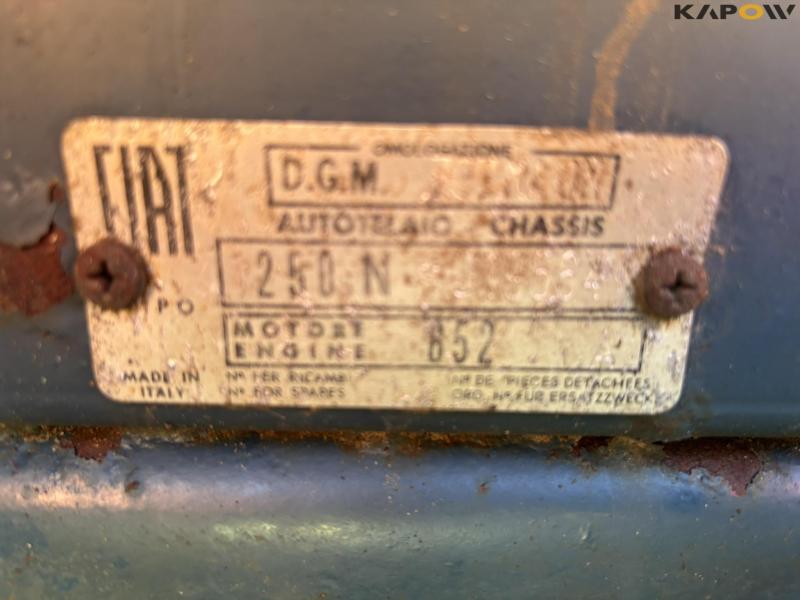 KAPOW
FIAT
OMOLOGAZIONE
D.G.M.
AUTOTELAIO CHASSIS
250 N
PO
MOTORE
ENGINE 852
MADE IN
ITALY
Nº PER RICAMBI
Nº FOR SPARES
Nº DE PIECES DETACHEES
ORD. Nº FUR ERSATZZWECK